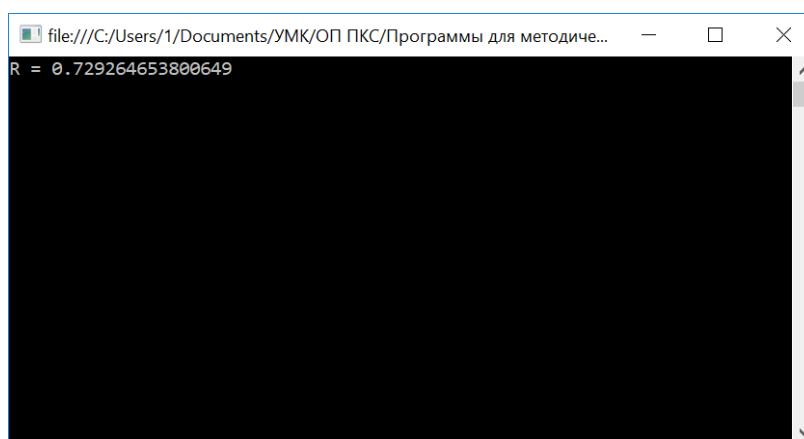 file:///C:/Users/1/Documents/УМК/ОП ПКС/Программы для методиче...
R = 0.729264653800649